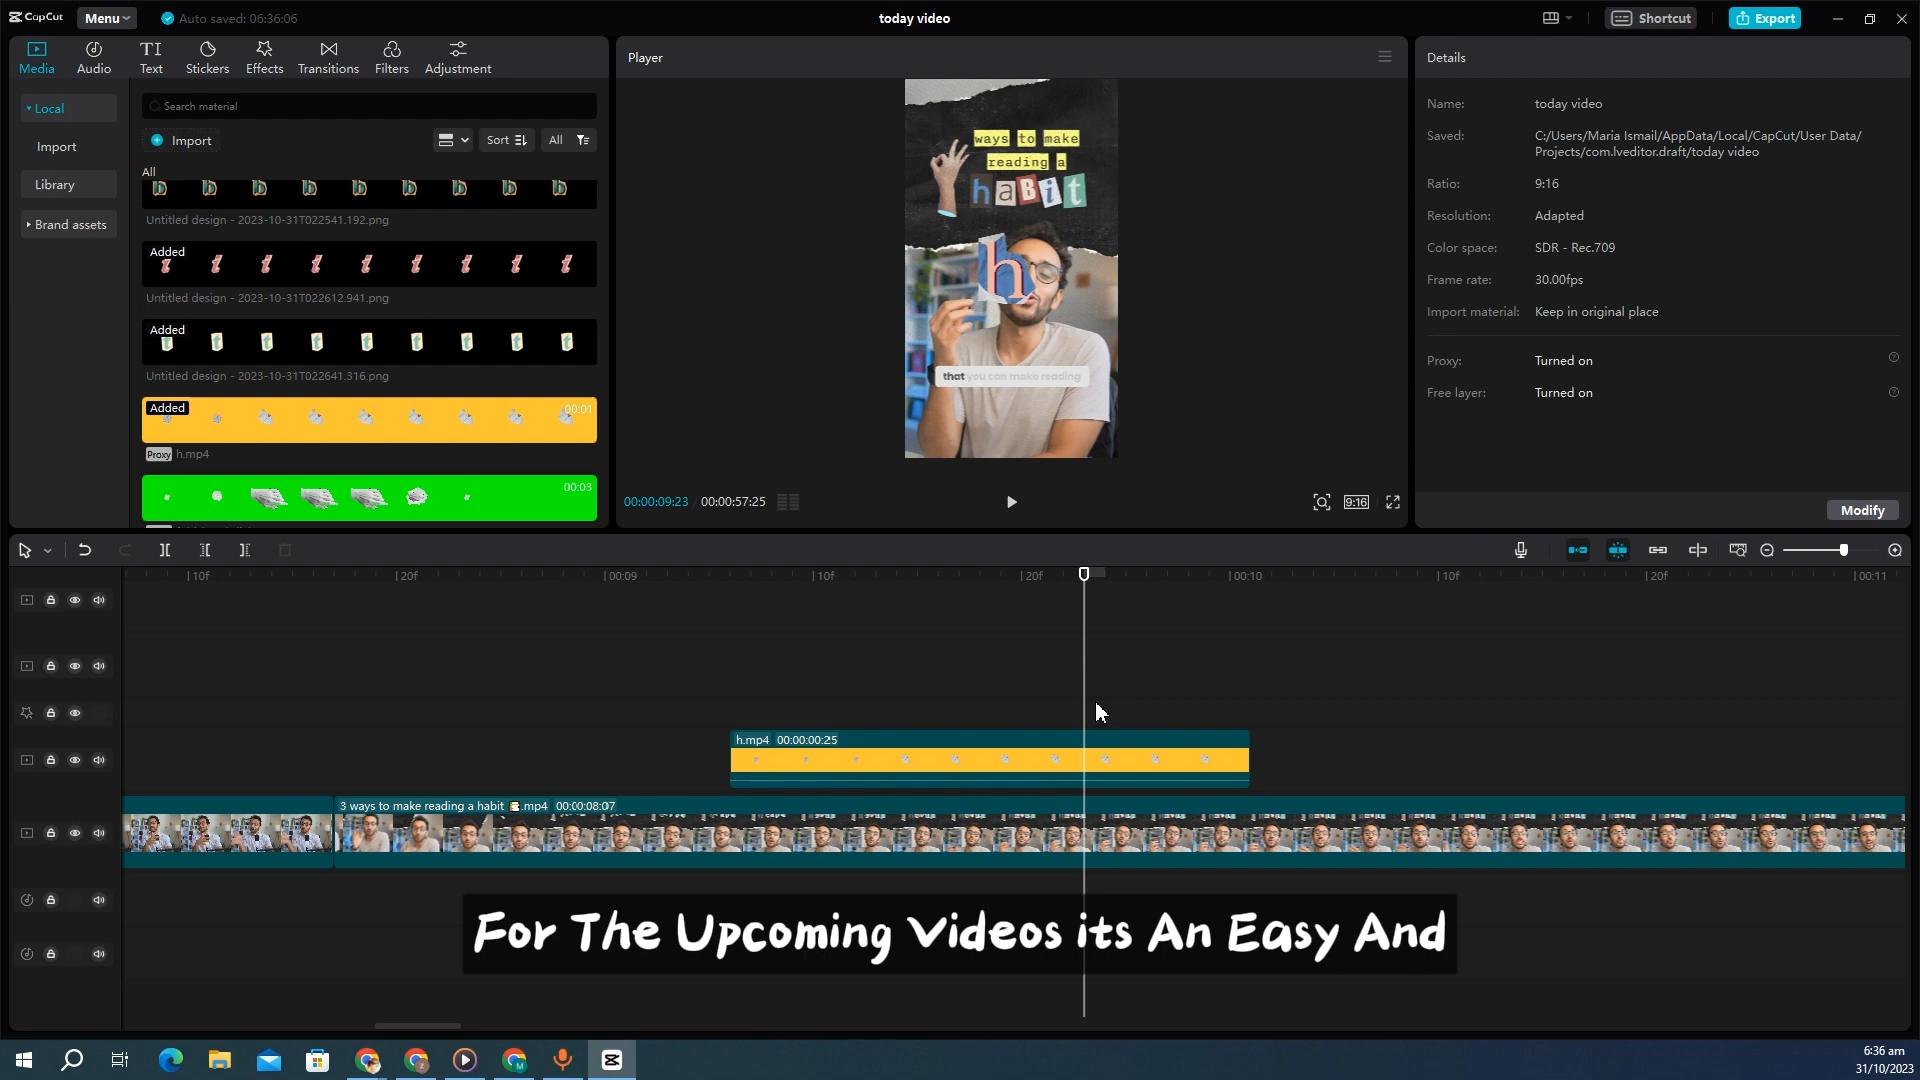 CapCut
Menu
Auto saved: 06:36:06
today video
Shortcut
Export
Media
Audio
Text
Stickers
Effects
Transitions
Filters
Adjustment
Local
Import
Library
Brand assets
Search material
Import
Sort
All
All
Untitled design - 2023-10-31T022541.192.png
Added
Untitled design - 2023-10-31T022612.941.png
Added
Untitled design - 2023-10-31T022641.316.png
Added
00:01
Proxy h.mp4
00:03
Player
ways to make
reading a
haBit
h
that you can make reading
00:00:09:23 / 00:00:57:25
9:16
Details
Name: today video
Saved: C:/Users/Maria Ismail/AppData/Local/CapCut/User Data/
Projects/com.lveditor.draft/today video
Ratio: 9:16
Resolution: Adapted
Color space: SDR - Rec.709
Frame rate: 30.00fps
Import material: Keep in original place
Proxy: Turned on
Free layer: Turned on
Modify
10f 20f 00:09 10f 20f 00:10 10f 20f 00:11
h.mp4 00:00:00:25
3 ways to make reading a habit .mp4 00:00:08:07
For The Upcoming Videos its An Easy And
6:36 am
31/10/2023